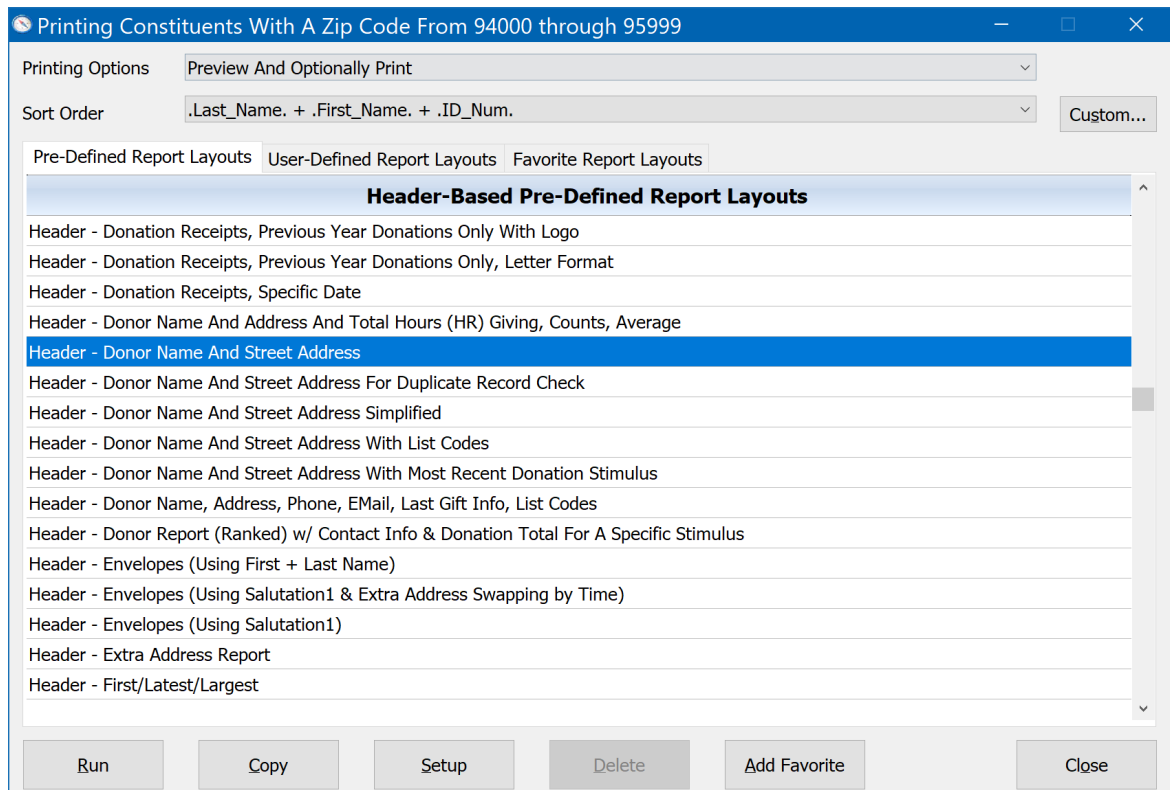 Printing Constituents With A Zip Code From 94000 through 95999
Printing Options
Preview And Optionally Print
Sort Order
.Last_Name. + .First_Name. + .ID_Num.
Custom...
Pre-Defined Report Layouts
User-Defined Report Layouts
Favorite Report Layouts
Header-Based Pre-Defined Report Layouts
Header - Donation Receipts, Previous Year Donations Only With Logo
Header - Donation Receipts, Previous Year Donations Only, Letter Format
Header - Donation Receipts, Specific Date
Header - Donor Name And Address And Total Hours (HR) Giving, Counts, Average
Header - Donor Name And Street Address
Header - Donor Name And Street Address For Duplicate Record Check
Header - Donor Name And Street Address Simplified
Header - Donor Name And Street Address With List Codes
Header - Donor Name And Street Address With Most Recent Donation Stimulus
Header - Donor Name, Address, Phone, EMail, Last Gift Info, List Codes
Header - Donor Report (Ranked) w/ Contact Info & Donation Total For A Specific Stimulus
Header - Envelopes (Using First + Last Name)
Header - Envelopes (Using Salutation1 & Extra Address Swapping by Time)
Header - Envelopes (Using Salutation1)
Header - Extra Address Report
Header - First/Latest/Largest
Run
Copy
Setup
Delete
Add Favorite
Close